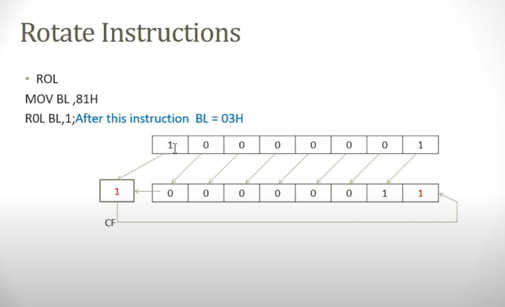 Rotate Instructions
• ROL
MOV BL ,81H
R0L BL,1;After this instruction BL = 03H
1 0 0 0 0 0 0 1
1 0 0 0 0 0 0 1 1
CF